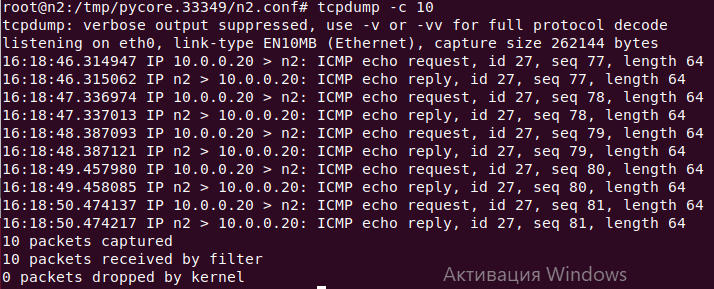 root@n2:/tmp/pycore.33349/n2.conf# tcpdump -c 10
tcpdump: verbose output suppressed, use -v or -vv for full protocol decode
listening on eth0, link-type EN10MB (Ethernet), capture size 262144 bytes
16:18:46.314947 IP 10.0.0.20 > n2: ICMP echo request, id 27, seq 77, length 64
16:18:46.315062 IP n2 > 10.0.0.20: ICMP echo reply, id 27, seq 77, length 64
16:18:47.336974 IP 10.0.0.20 > n2: ICMP echo request, id 27, seq 78, length 64
16:18:47.337013 IP n2 > 10.0.0.20: ICMP echo reply, id 27, seq 78, length 64
16:18:48.387093 IP 10.0.0.20 > n2: ICMP echo request, id 27, seq 79, length 64
16:18:48.387121 IP n2 > 10.0.0.20: ICMP echo reply, id 27, seq 79, length 64
16:18:49.457980 IP 10.0.0.20 > n2: ICMP echo request, id 27, seq 80, length 64
16:18:49.458085 IP n2 > 10.0.0.20: ICMP echo reply, id 27, seq 80, length 64
16:18:50.474137 IP 10.0.0.20 > n2: ICMP echo request, id 27, seq 81, length 64
16:18:50.474217 IP n2 > 10.0.0.20: ICMP echo reply, id 27, seq 81, length 64
10 packets captured
10 packets received by filter
0 packets dropped by kernel
Активация Windows